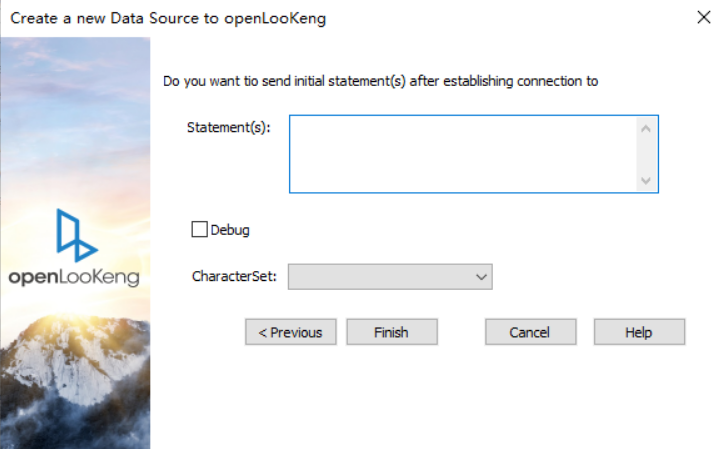 Create a new Data Source to openLooKeng
Do you want tio send initial statement(s) after establishing connection to
Statement(s):
Debug
openLooKeng
CharacterSet:
< Previous
Finish
Cancel
Help